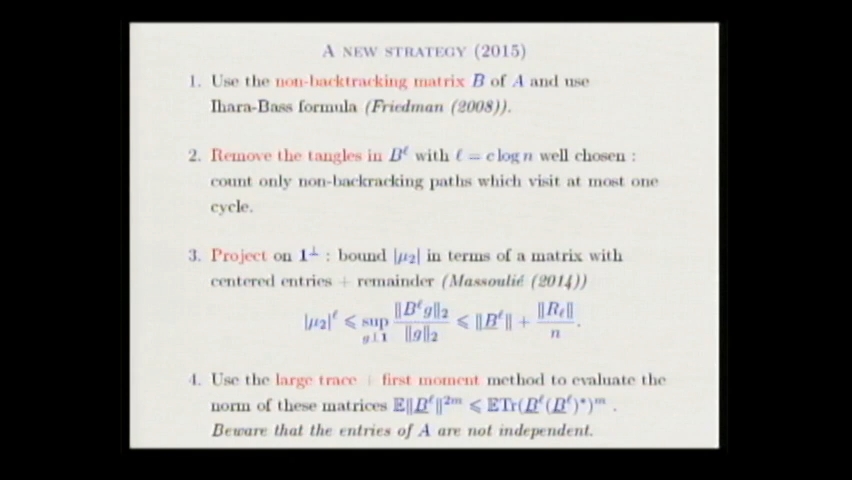 A NEW STRATEGY (2015)
1. Use the non-backtracking matrix B of A and use
Ihara-Bass formula (Friedman (2008)).
2. Remove the tangles in B^ℓ with ℓ = c log n well chosen :
count only non-backracking paths which visit at most one
cycle.
3. Project on 1^⊥ : bound |μ₂| in terms of a matrix with
centered entries + remainder (Massoulié (2014))
|μ₂|^ℓ ⩽ sup_{g⊥1} ‖B^ℓ g‖₂ / ‖g‖₂ ⩽ ‖B̲^ℓ‖ + ‖R_ℓ‖ / n.
4. Use the large trace + first moment method to evaluate the
norm of these matrices 𝔼‖B̲^ℓ‖^{2m} ⩽ 𝔼Tr(B̲^ℓ(B̲^ℓ)*)^m .
Beware that the entries of A are not independent.